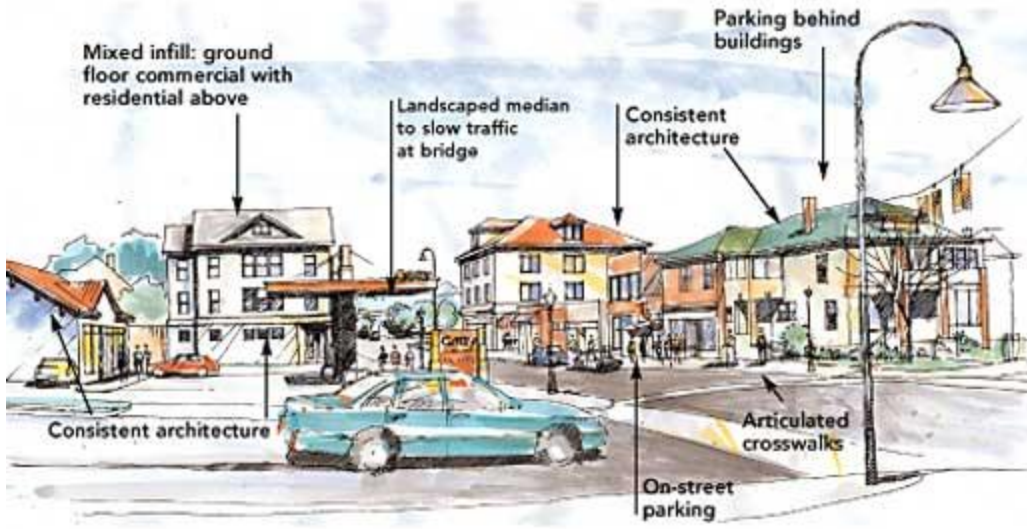 Mixed infill: ground
floor commercial with
residential above
Landscaped median
to slow traffic
at bridge
Consistent
architecture
Parking behind
buildings
Consistent architecture
Articulated
crosswalks
On-street
parking